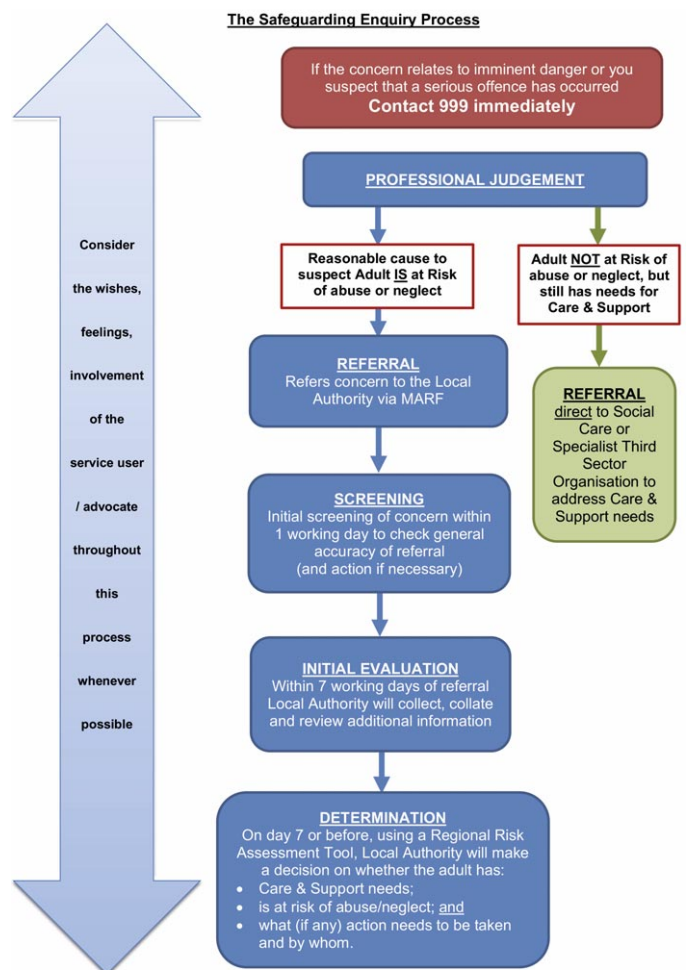 The Safeguarding Enquiry Process
If the concern relates to imminent danger or you
suspect that a serious offence has occurred
Contact 999 immediately
PROFESSIONAL JUDGEMENT
Reasonable cause to
suspect Adult IS at Risk
of abuse or neglect
Adult NOT at Risk of
abuse or neglect, but
still has needs for
Care & Support
REFERRAL
Refers concern to the Local
Authority via MARF
REFERRAL
direct to Social
Care or
Specialist Third
Sector
Organisation to
address Care &
Support needs
SCREENING
Initial screening of concern within
1 working day to check general
accuracy of referral
(and action if necessary)
INITIAL EVALUATION
Within 7 working days of referral
Local Authority will collect, collate
and review additional information
DETERMINATION
On day 7 or before, using a Regional Risk
Assessment Tool, Local Authority will make
a decision on whether the adult has:
• Care & Support needs;
• is at risk of abuse/neglect; and
• what (if any) action needs to be taken
and by whom.
Consider
the wishes,
feelings,
involvement
of the
service user
/ advocate
throughout
this
process
whenever
possible